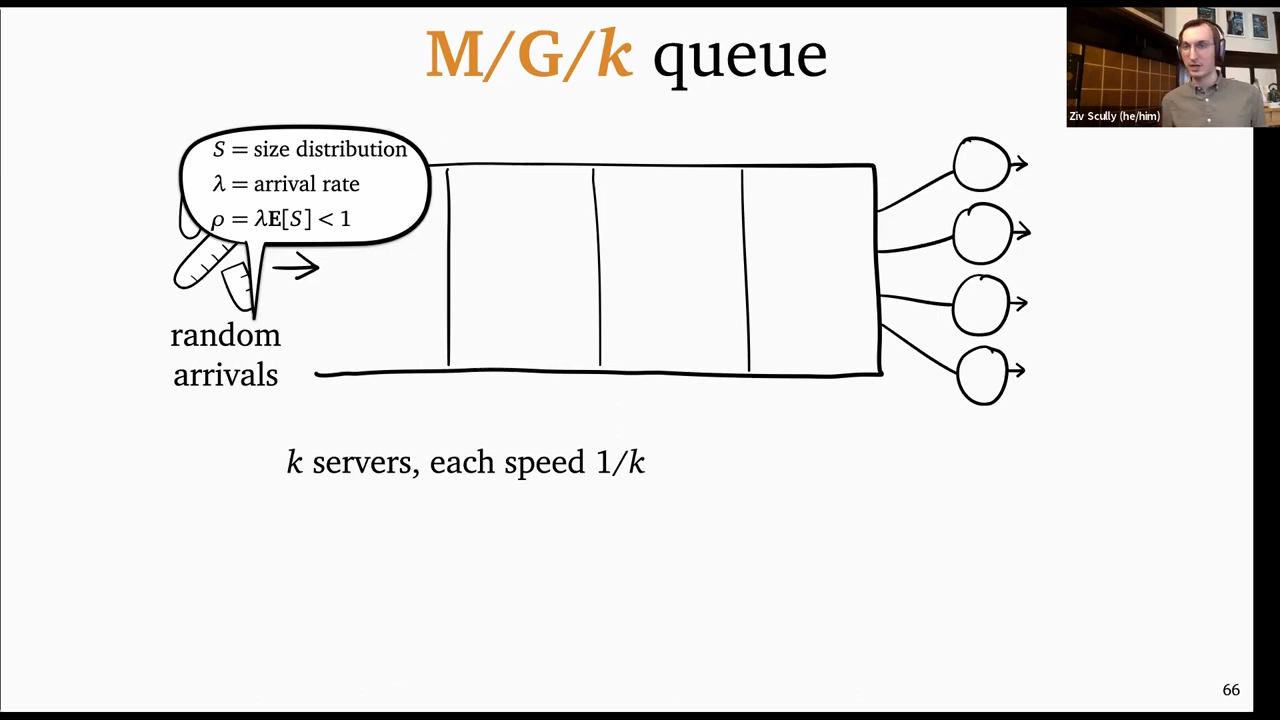 M/G/k queue
Ziv Scully (he/him)
S = size distribution
λ = arrival rate
ρ = λE[S] < 1
random
arrivals
k servers, each speed 1/k
66